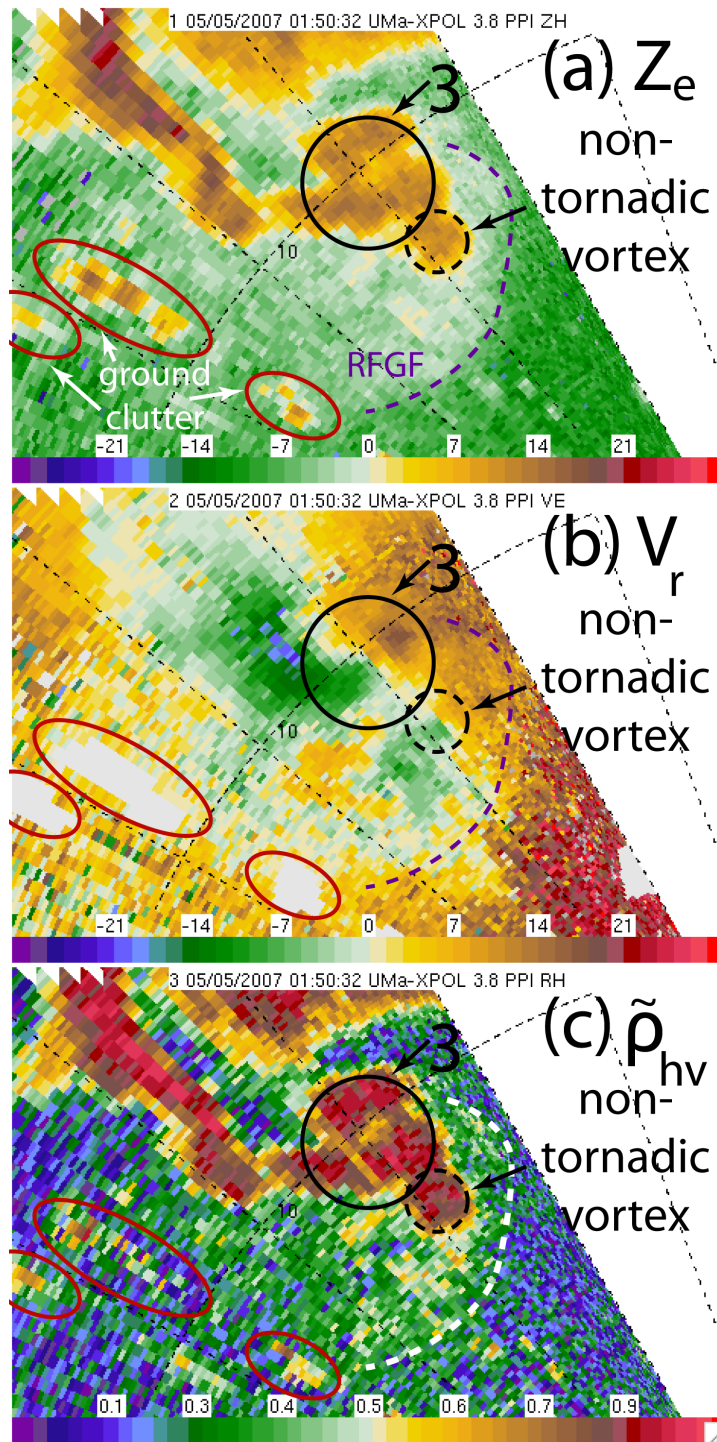 1 05/05/2007 01:50:32 UMa-XPOL 3.8 PPI ZH
(a) Ze
3
non-
tornadic
vortex
10
RFGF
ground
clutter
-21 -14 -7 0 7 14 21
2 05/05/2007 01:50:32 UMa-XPOL 3.8 PPI VE
(b) Vr
3
non-
tornadic
vortex
10
-21 -14 -7 0 7 14 21
3 05/05/2007 01:50:32 UMa-XPOL 3.8 PPI RH
(c) ρ̃hv
3
non-
tornadic
vortex
10
0.1 0.3 0.4 0.5 0.6 0.7 0.9